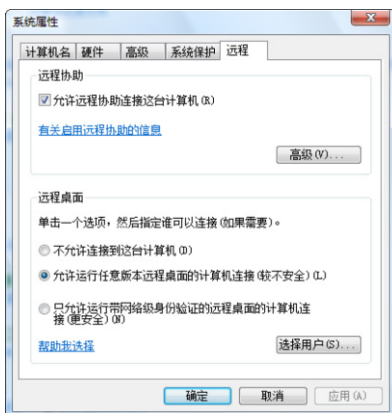 系统属性
计算机名 硬件 高级 系统保护 远程
远程协助
允许远程协助连接这台计算机(R)
有关启用远程协助的信息
高级(V)...
远程桌面
单击一个选项，然后指定谁可以连接(如果需要)。
不允许连接到这台计算机(D)
允许运行任意版本远程桌面的计算机连接(较不安全)(L)
只允许运行带网络级身份验证的远程桌面的计算机连
接(更安全)(N)
帮助我选择
选择用户(S)...
确定 取消 应用(A)